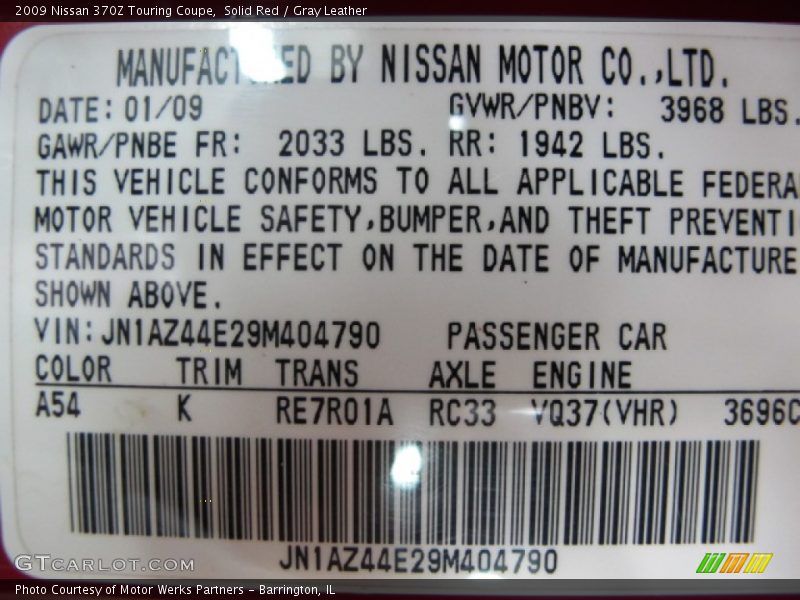 2009 Nissan 370Z Touring Coupe, Solid Red / Gray Leather
MANUFACTURED BY NISSAN MOTOR CO.,LTD.
DATE: 01/09 GVWR/PNBV: 3968 LBS.
GAWR/PNBE FR: 2033 LBS. RR: 1942 LBS.
THIS VEHICLE CONFORMS TO ALL APPLICABLE FEDERA
MOTOR VEHICLE SAFETY,BUMPER,AND THEFT PREVENTI
STANDARDS IN EFFECT ON THE DATE OF MANUFACTURE
SHOWN ABOVE.
VIN: JN1AZ44E29M404790 PASSENGER CAR
COLOR TRIM TRANS AXLE ENGINE
A54 K RE7R01A RC33 VQ37(VHR) 3696C
JN1AZ44E29M404790
GTCARLOT.COM
Photo Courtesy of Motor Werks Partners - Barrington, IL